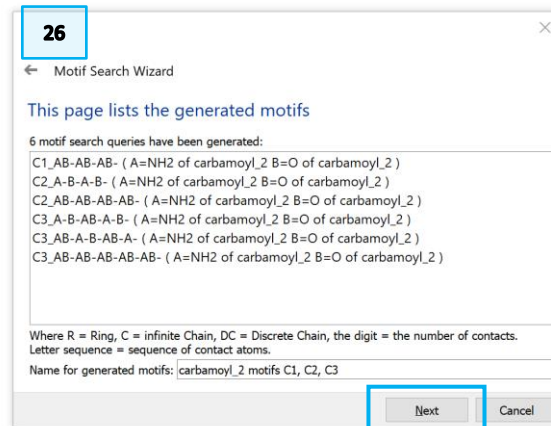 26
Motif Search Wizard
This page lists the generated motifs
6 motif search queries have been generated:
C1_AB-AB-AB- ( A=NH2 of carbamoyl_2 B=O of carbamoyl_2 )
C2_A-B-A-B- ( A=NH2 of carbamoyl_2 B=O of carbamoyl_2 )
C2_AB-AB-AB-AB- ( A=NH2 of carbamoyl_2 B=O of carbamoyl_2 )
C3_A-B-AB-A-B- ( A=NH2 of carbamoyl_2 B=O of carbamoyl_2 )
C3_AB-A-B-AB-A- ( A=NH2 of carbamoyl_2 B=O of carbamoyl_2 )
C3_AB-AB-AB-AB-AB- ( A=NH2 of carbamoyl_2 B=O of carbamoyl_2 )
Where R = Ring, C = infinite Chain, DC = Discrete Chain, the digit = the number of contacts.
Letter sequence = sequence of contact atoms.
Name for generated motifs: carbamoyl_2 motifs C1, C2, C3
Next Cancel